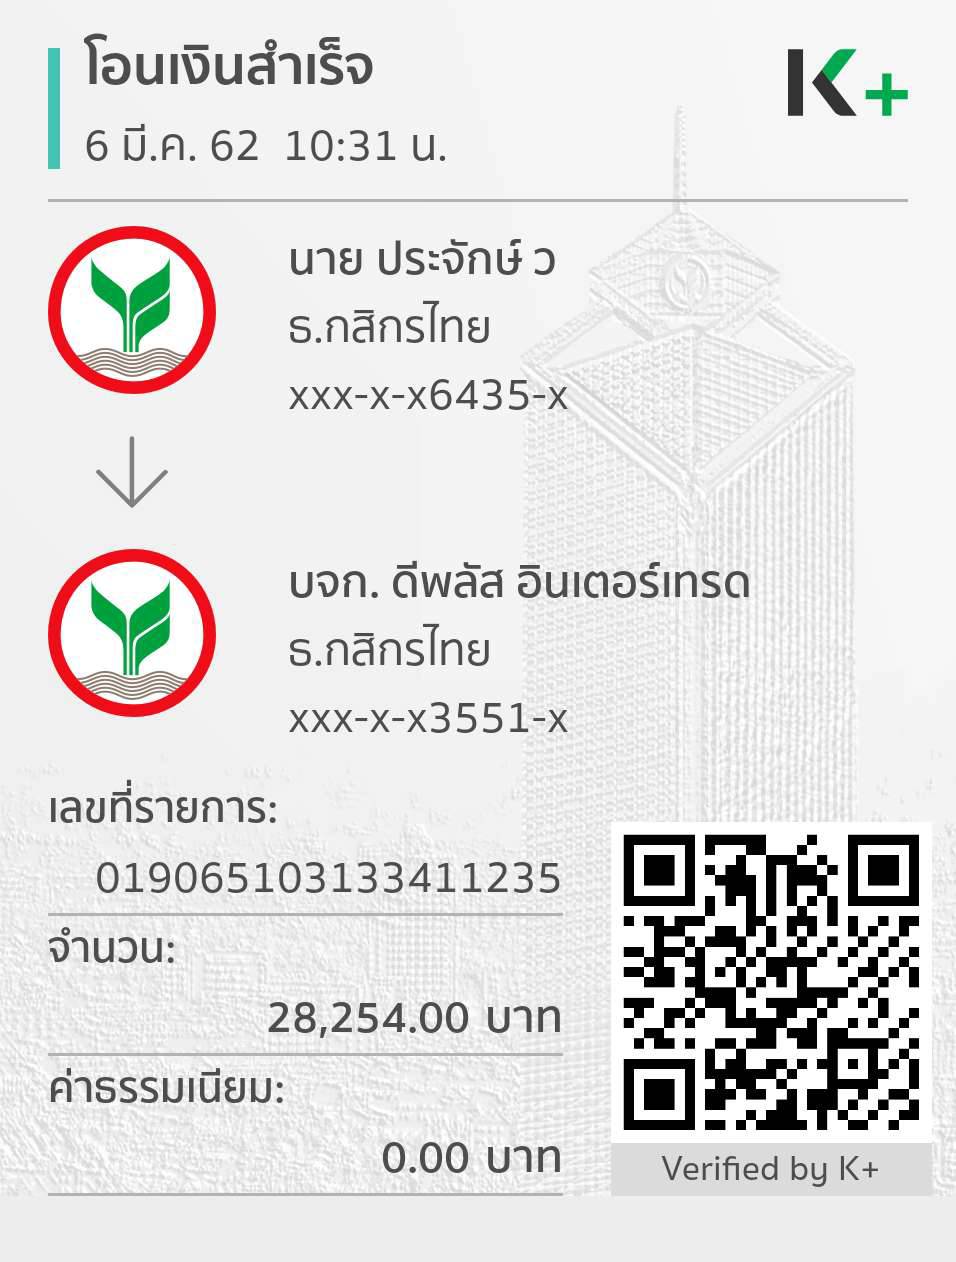 โอนเงินสำเร็จ
6 มี.ค. 62 10:31 น.
K+
นาย ประจักษ์ ว
ธ.กสิกรไทย
xxx-x-x6435-x
บจก. ดีพลัส อินเตอร์เทรด
ธ.กสิกรไทย
xxx-x-x3551-x
เลขที่รายการ:
019065103133411235
จำนวน:
28,254.00 บาท
ค่าธรรมเนียม:
0.00 บาท
Verified by K+